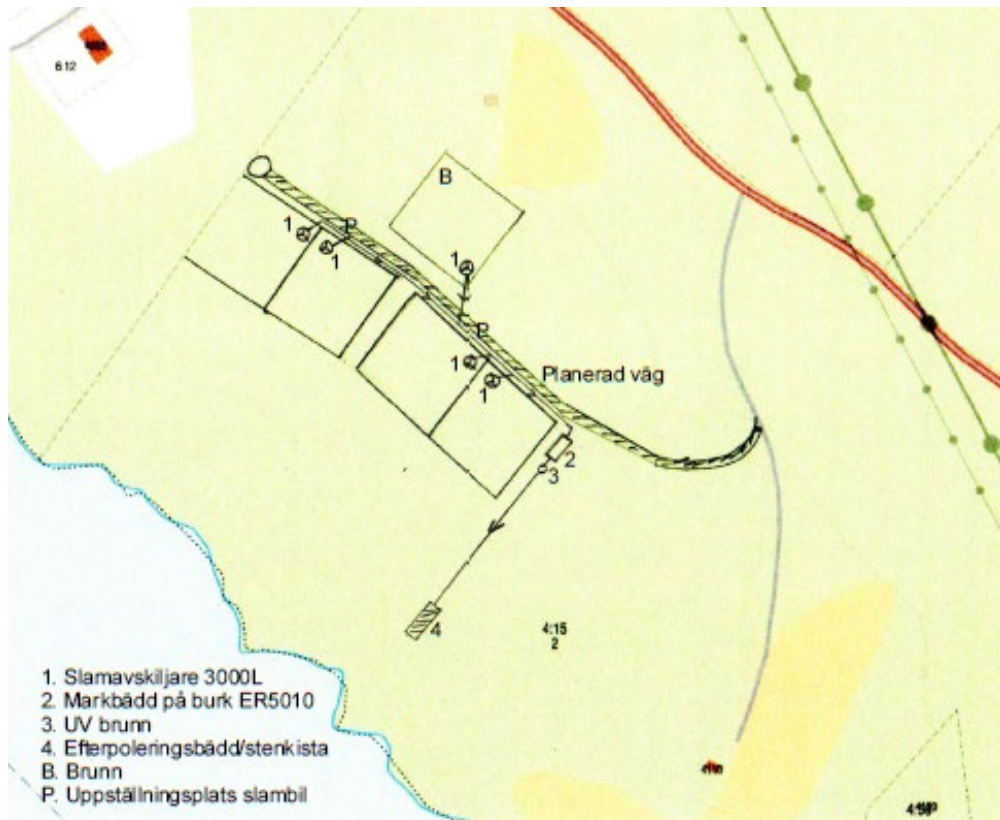 6:12
B
1
P
1
1
P
1
1
Planerad väg
2
3
4
4:15
2
1. Slamavskiljare 3000L
2. Markbädd på burk ER5010
3. UV brunn
4. Efterpoleringsbädd/stenkista
B. Brunn
P. Uppställningsplats slambil